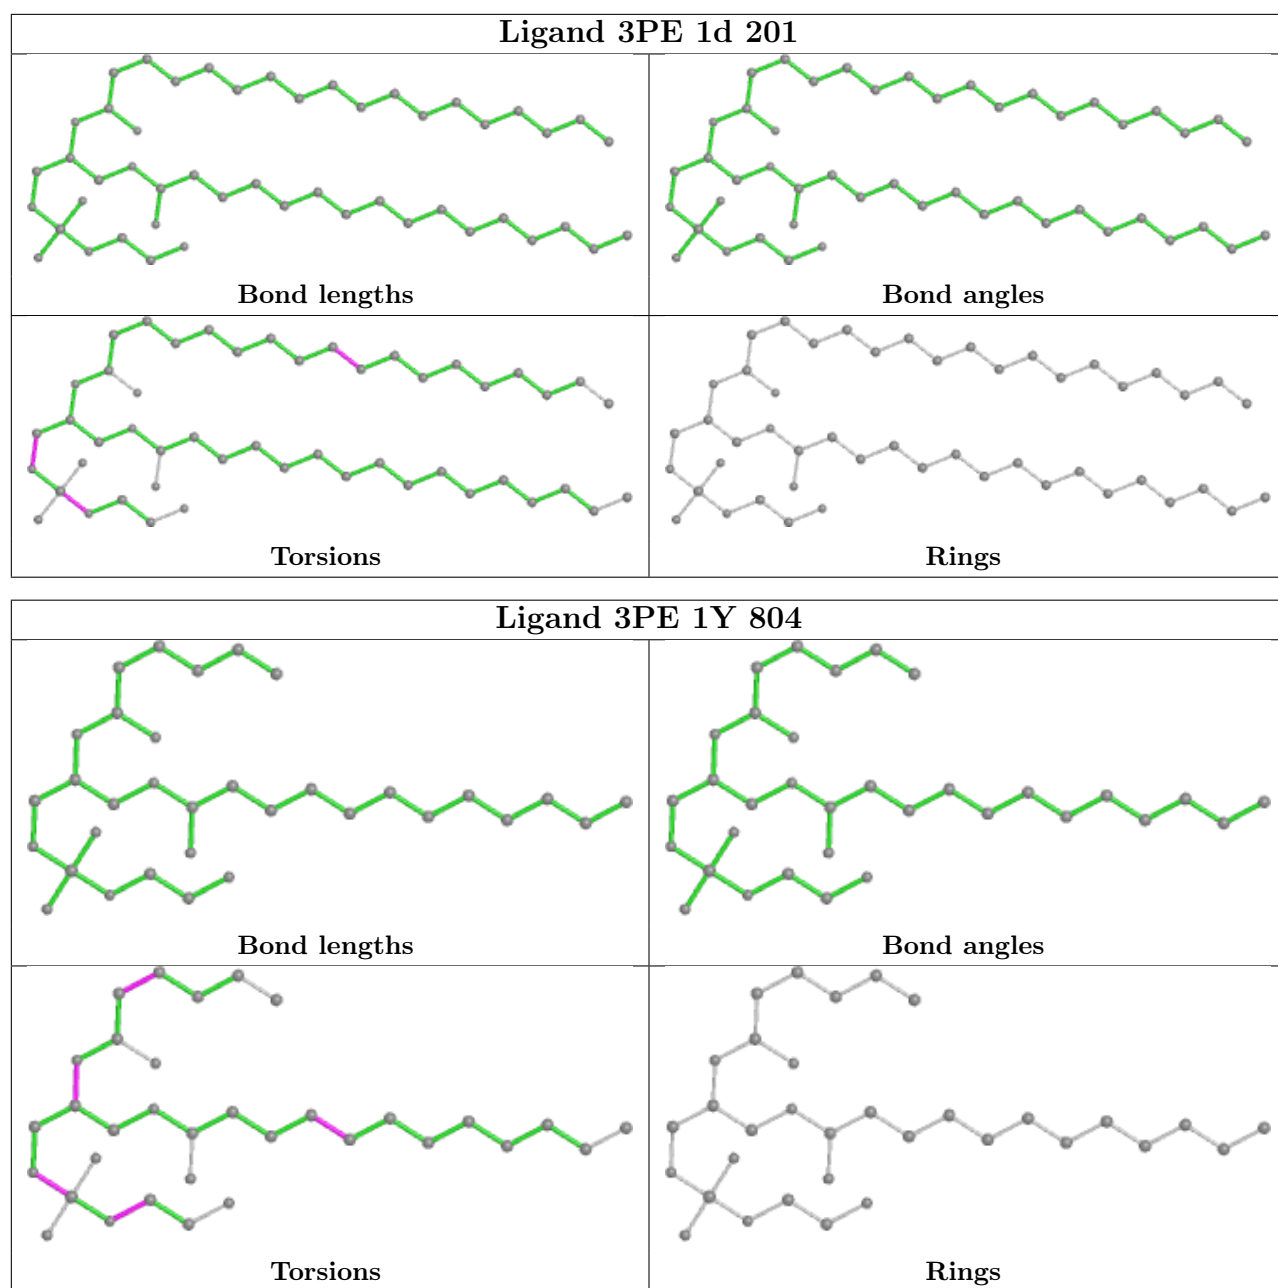 Ligand 3PE 1d 201
Bond lengths
Bond angles
Torsions
Rings
Ligand 3PE 1Y 804
Bond lengths
Bond angles
Torsions
Rings